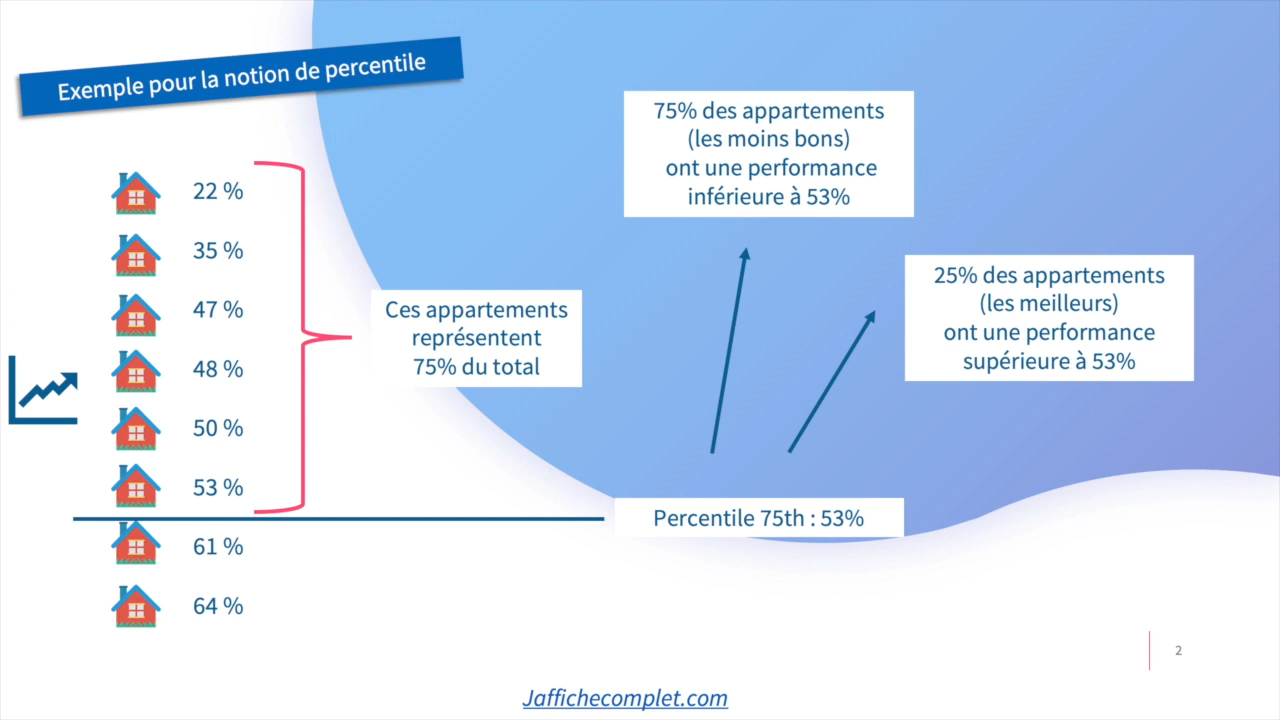 Exemple pour la notion de percentile
22 %
35 %
47 %
48 %
50 %
53 %
61 %
64 %
Ces appartements
représentent
75% du total
75% des appartements
(les moins bons)
ont une performance
inférieure à 53%
25% des appartements
(les meilleurs)
ont une performance
supérieure à 53%
Percentile 75th : 53%
2
Jaffichecomplet.com